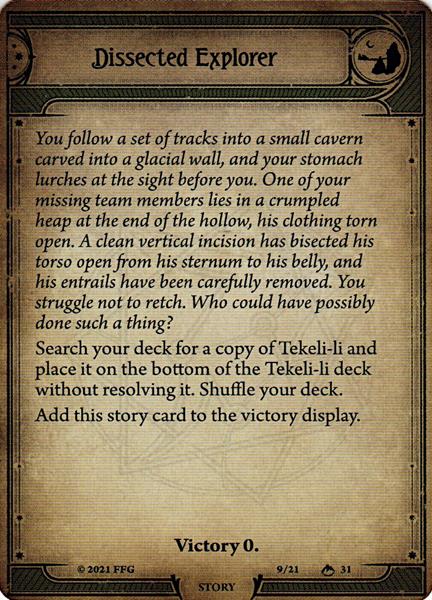 Dissected Explorer
You follow a set of tracks into a small cavern
carved into a glacial wall, and your stomach
lurches at the sight before you. One of your
missing team members lies in a crumpled
heap at the end of the hollow, his clothing torn
open. A clean vertical incision has bisected his
torso open from his sternum to his belly, and
his entrails have been carefully removed. You
struggle not to retch. Who could have possibly
done such a thing?
Search your deck for a copy of Tekeli-li and
place it on the bottom of the Tekeli-li deck
without resolving it. Shuffle your deck.
Add this story card to the victory display.
Victory 0.
© 2021 FFG 9/21 31
STORY